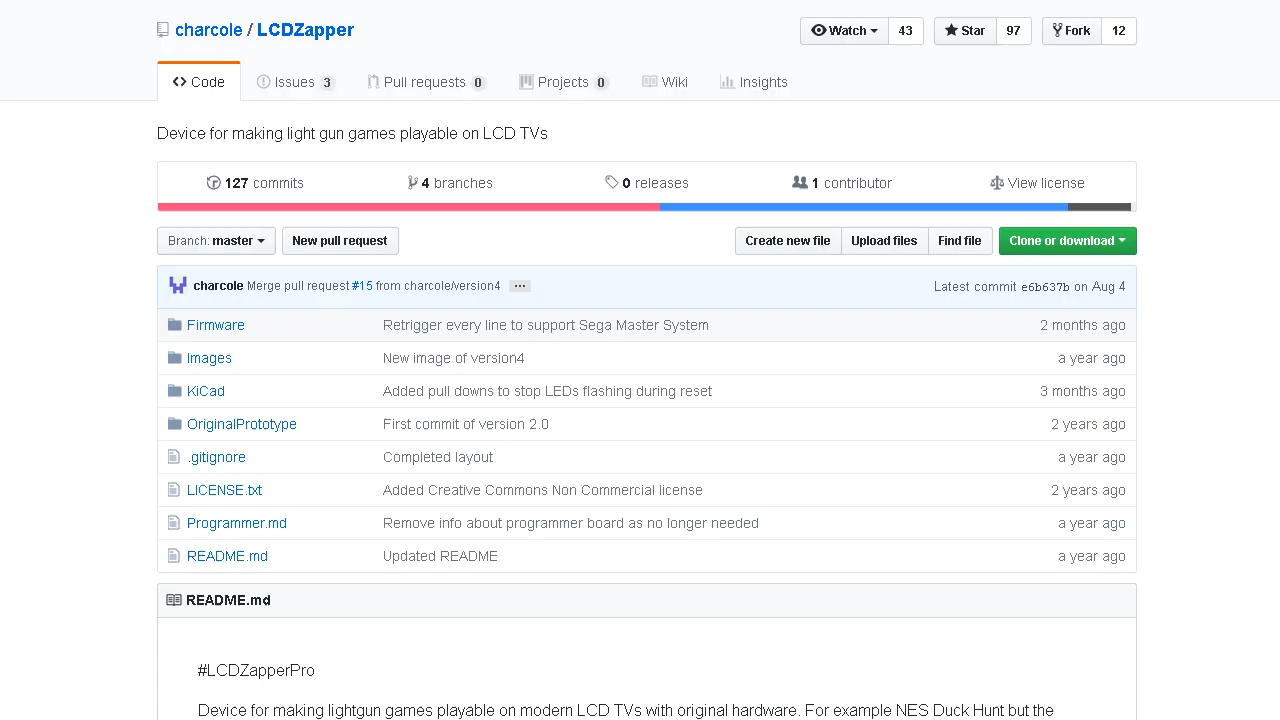 charcole / LCDZapper
Watch 43 Star 97 Fork 12
Code Issues 3 Pull requests 0 Projects 0 Wiki Insights
Device for making light gun games playable on LCD TVs
127 commits 4 branches 0 releases 1 contributor View license
Branch: master New pull request Create new file Upload files Find file Clone or download
charcole Merge pull request #15 from charcole/version4 ... Latest commit e6b637b on Aug 4
Firmware Retrigger every line to support Sega Master System 2 months ago
Images New image of version4 a year ago
KiCad Added pull downs to stop LEDs flashing during reset 3 months ago
OriginalPrototype First commit of version 2.0 2 years ago
.gitignore Completed layout a year ago
LICENSE.txt Added Creative Commons Non Commercial license 2 years ago
Programmer.md Remove info about programmer board as no longer needed a year ago
README.md Updated README a year ago
README.md
#LCDZapperPro
Device for making lightgun games playable on modern LCD TVs with original hardware. For example NES Duck Hunt but the